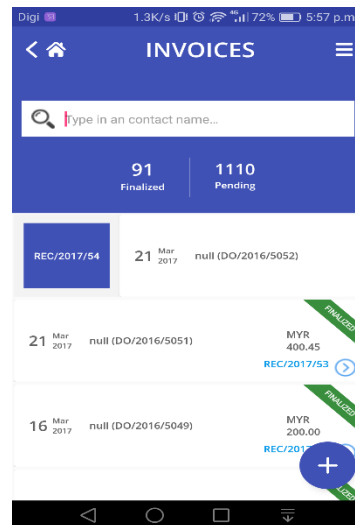 Digi 1.3K/s 46 72% 5:57 p.m
INVOICES
Type in an contact name...
91 1110
Finalized Pending
REC/2017/54 21 Mar 2017 null (DO/2016/5052)
FINALIZED
21 Mar 2017 null (DO/2016/5051) MYR 400.45
REC/2017/53
FINALIZED
16 Mar 2017 null (DO/2016/5049) MYR 200.00
REC/201
+